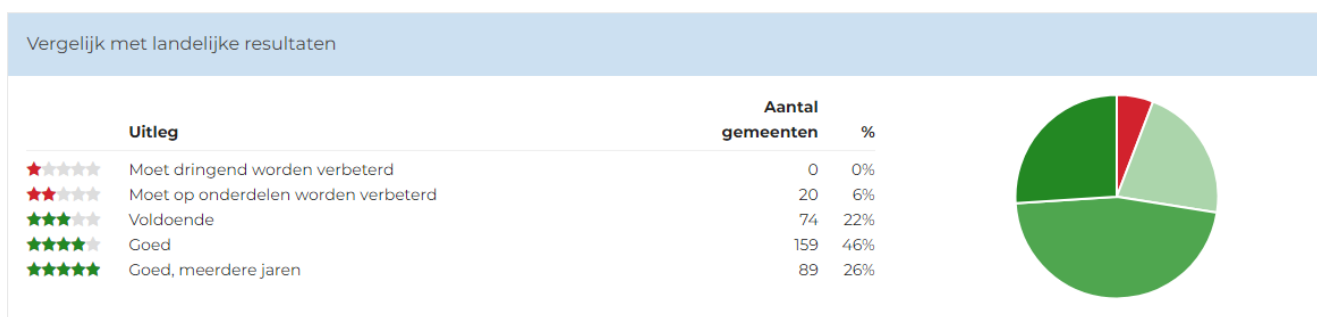 Vergelijk met landelijke resultaten
Aantal
Uitleg gemeenten %
Moet dringend worden verbeterd 0 0%
Moet op onderdelen worden verbeterd 20 6%
Voldoende 74 22%
Goed 159 46%
Goed, meerdere jaren 89 26%